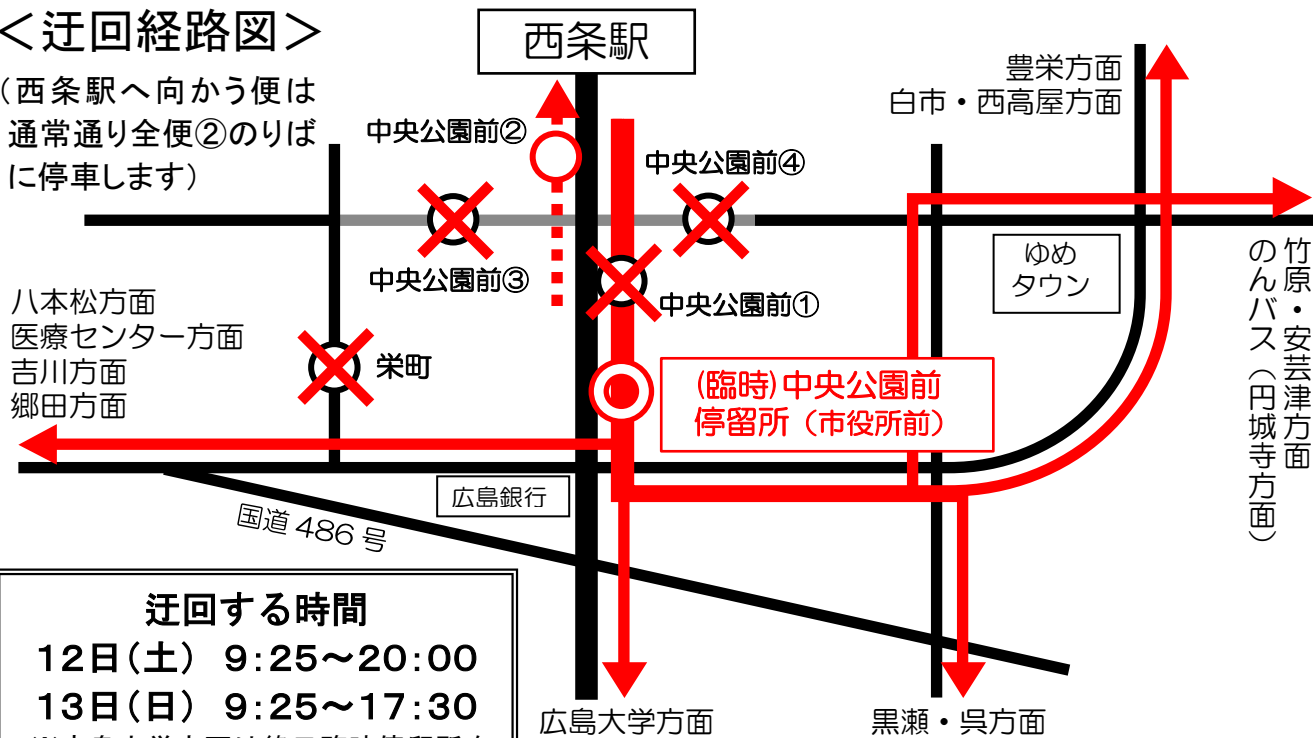 ＜迂回経路図＞
(西条駅へ向かう便は
通常通り全便②のりば
に停車します)
西条駅
豊栄方面
白市・西高屋方面
中央公園前②
中央公園前④
中央公園前③
中央公園前①
ゆめ
タウン
竹原・安芸津方面
のんバス（円城寺方面）
八本松方面
医療センター方面
吉川方面
郷田方面
栄町
(臨時)中央公園前
停留所（市役所前）
広島銀行
国道486号
迂回する時間
12日(土) 9:25～20:00
13日(日) 9:25～17:30
広島大学方面
黒瀬・呉方面